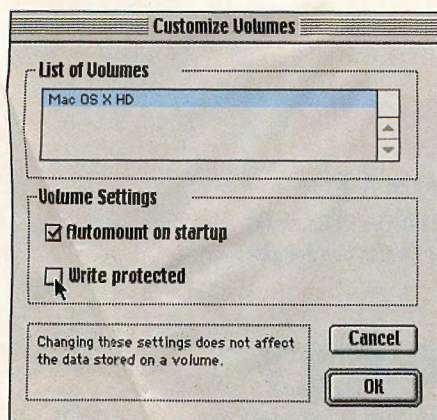 Customize Volumes
List of Volumes
Mac OS X HD
Volume Settings
Automount on startup
Write protected
Changing these settings does not affect
the data stored on a volume.
Cancel
OK